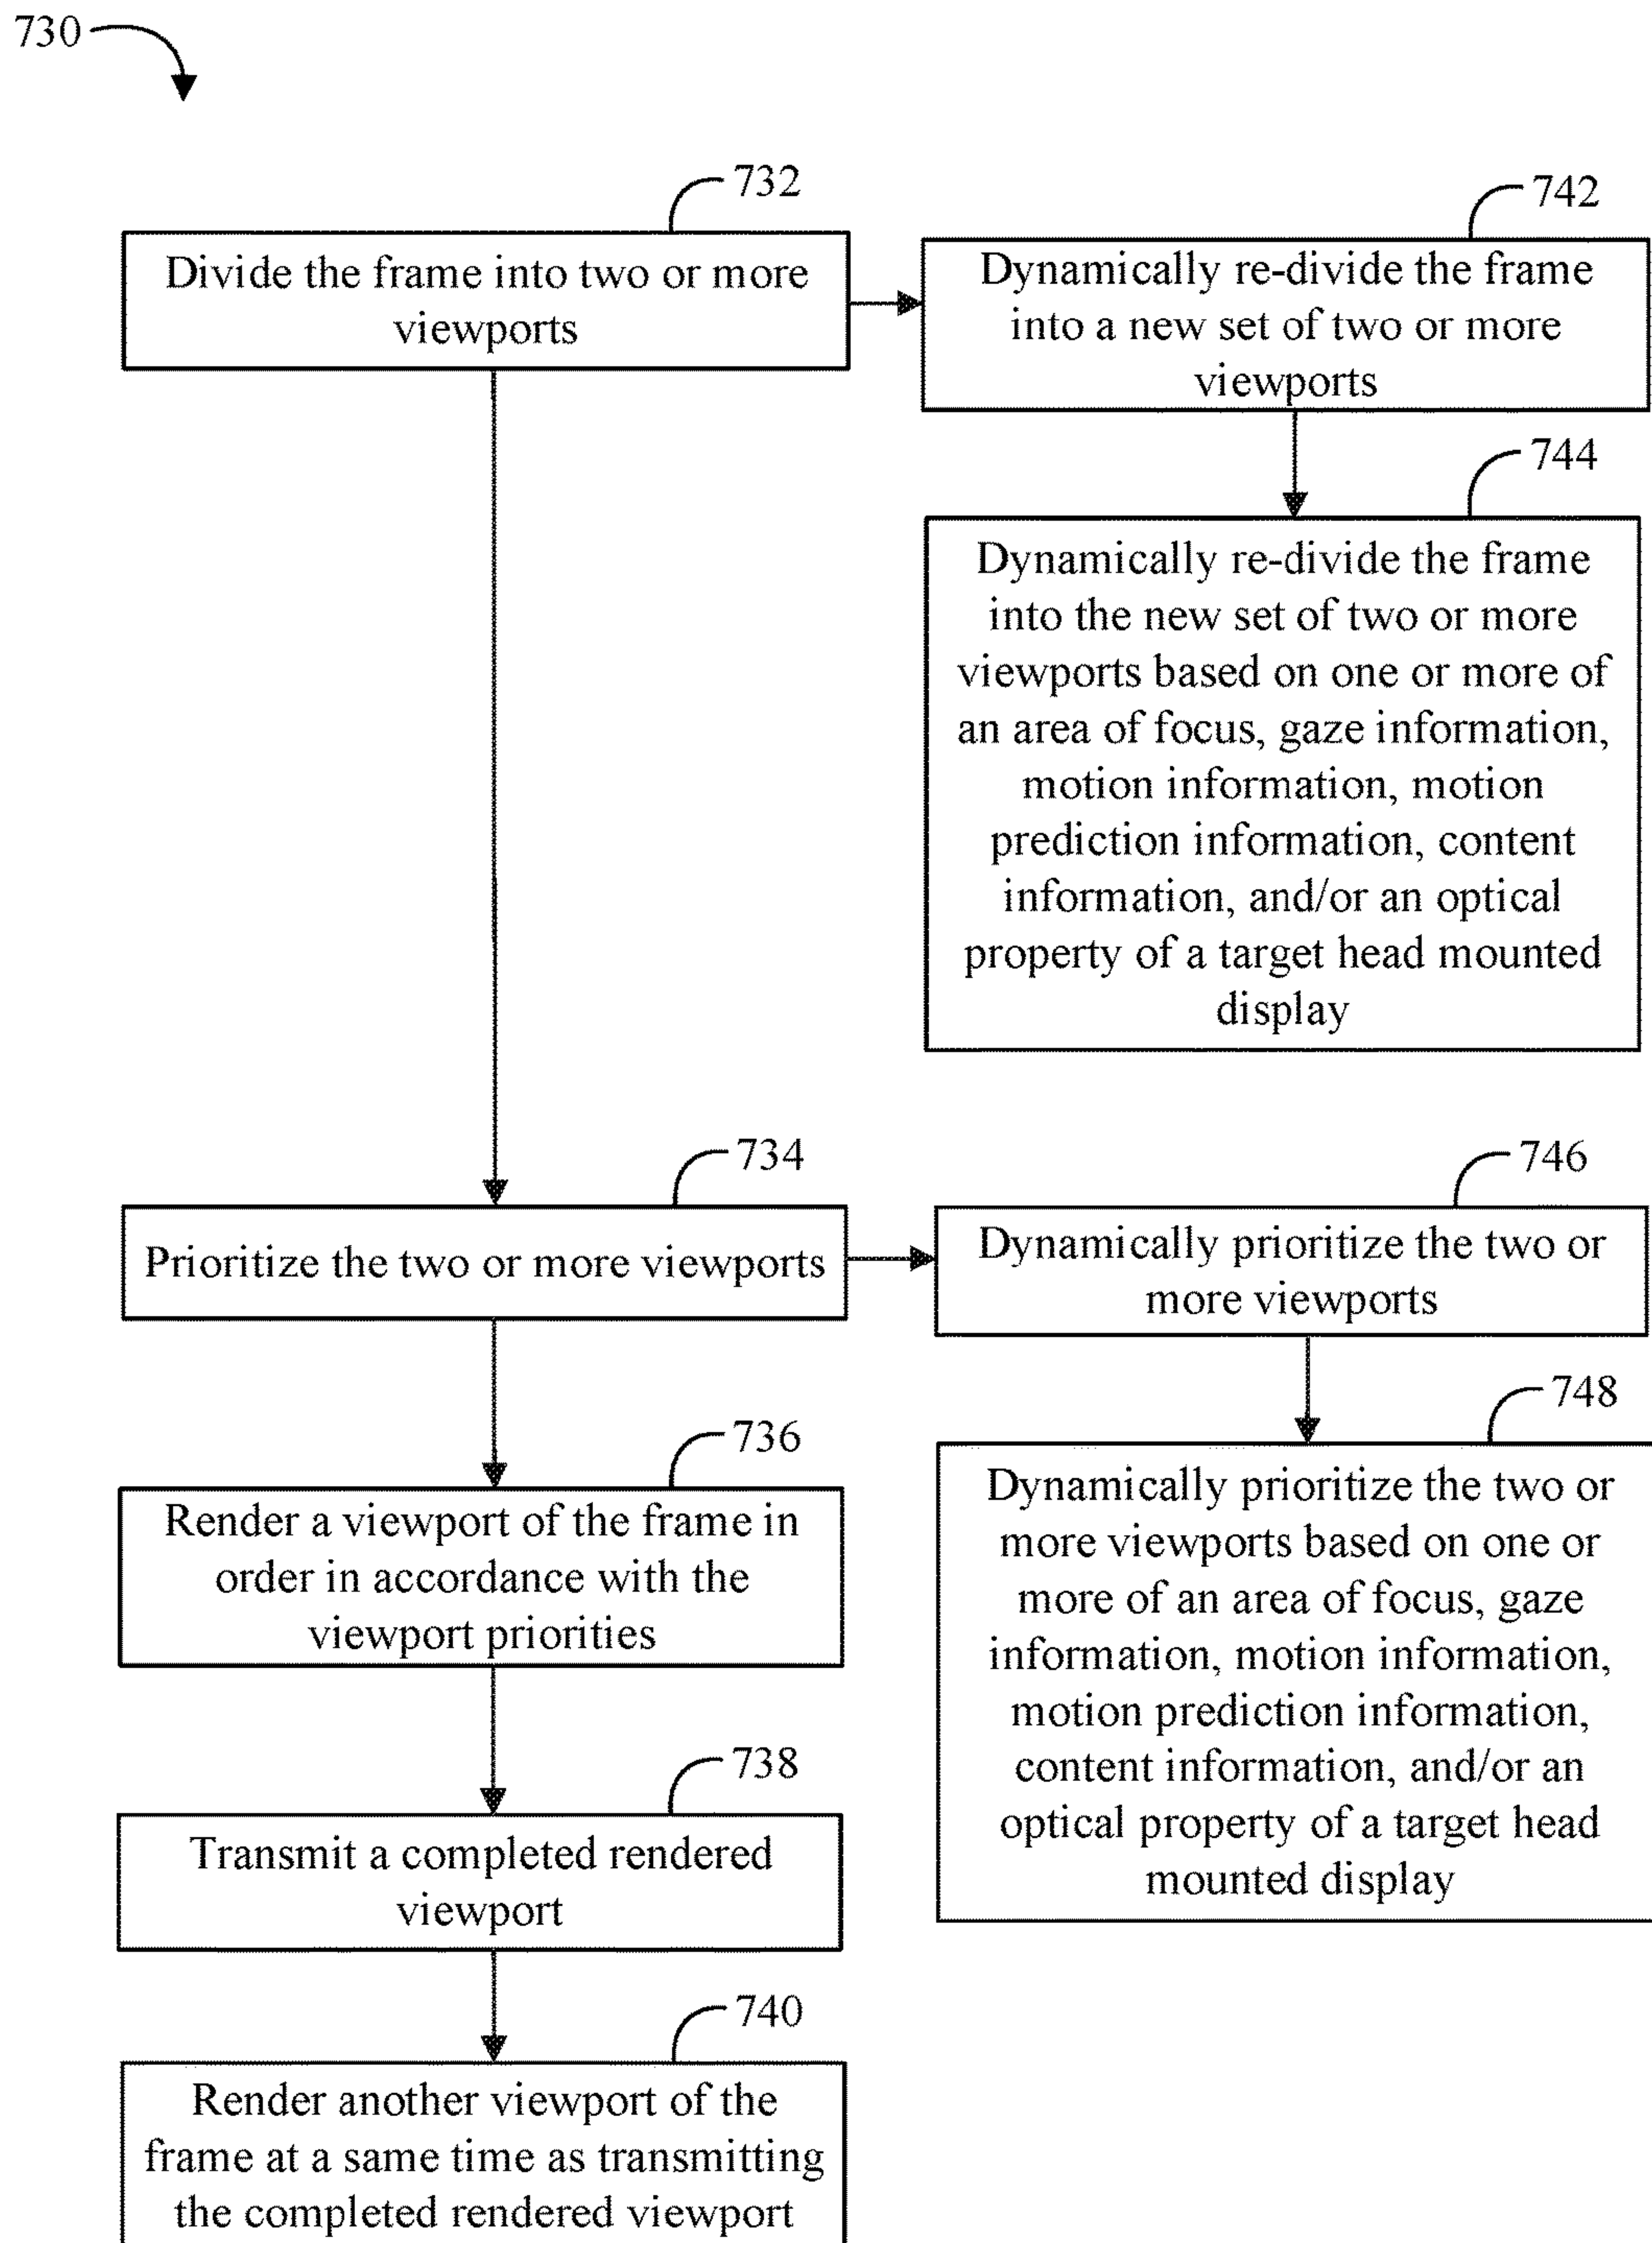 730
732
Divide the frame into two or more
viewports
742
Dynamically re-divide the frame
into a new set of two or more
viewports
744
Dynamically re-divide the frame
into the new set of two or more
viewports based on one or more of
an area of focus, gaze information,
motion information, motion
prediction information, content
information, and/or an optical
property of a target head mounted
display
734
Prioritize the two or more viewports
746
Dynamically prioritize the two or
more viewports
748
Dynamically prioritize the two or
more viewports based on one or
more of an area of focus, gaze
information, motion information,
motion prediction information,
content information, and/or an
optical property of a target head
mounted display
736
Render a viewport of the frame in
order in accordance with the
viewport priorities
738
Transmit a completed rendered
viewport
740
Render another viewport of the
frame at a same time as transmitting
the completed rendered viewport